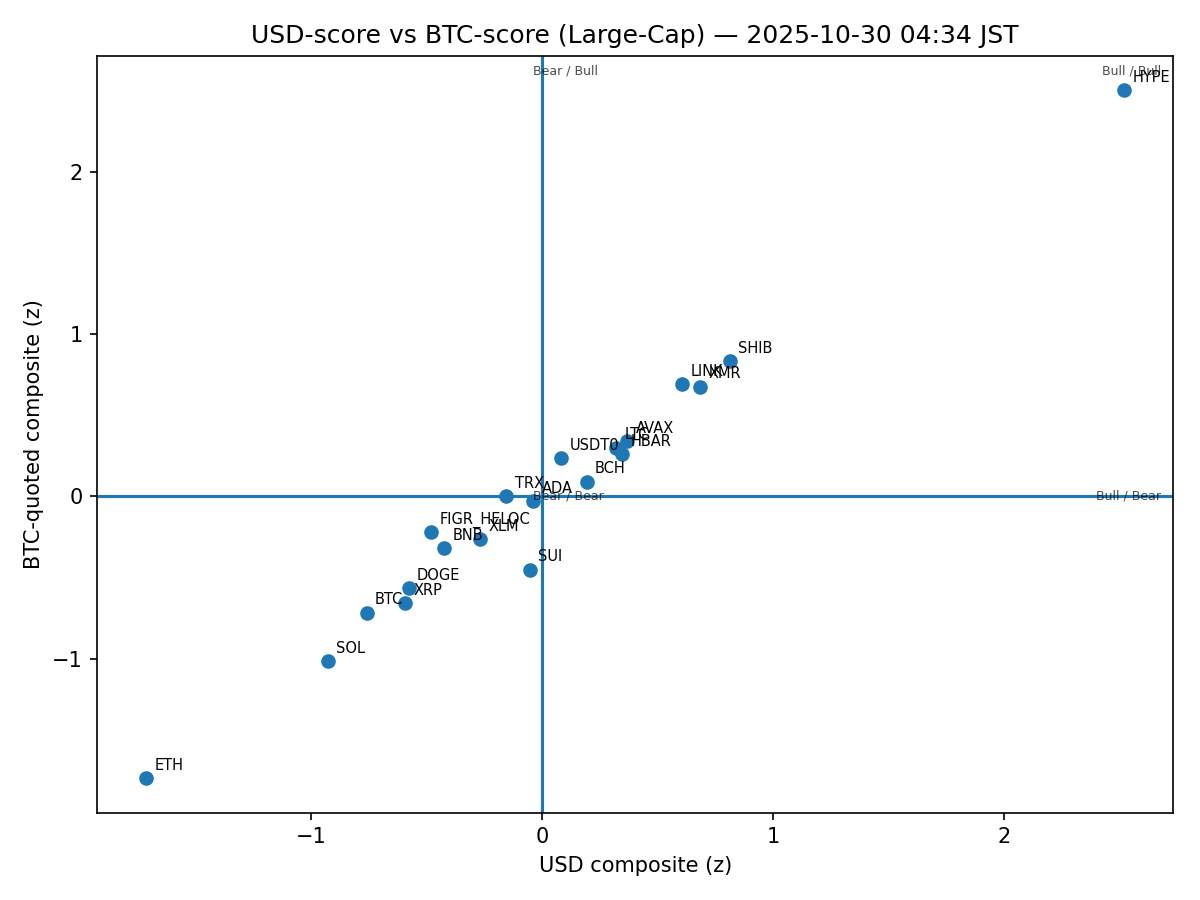 USD-score vs BTC-score (Large-Cap) — 2025-10-30 04:34 JST
Bear / Bull
Bull / Bull
HYPE
2
1
SHIB
LINK
XMR
AVAX
LTC
HBAR
USDT0
BCH
TRX
ADA
0
Bear / Bear
Bull / Bear
FIGR_HELOC
XLM
BNB
SUI
DOGE
XRP
BTC
SOL
−1
ETH
−1
0
1
2
USD composite (z)
BTC-quoted composite (z)